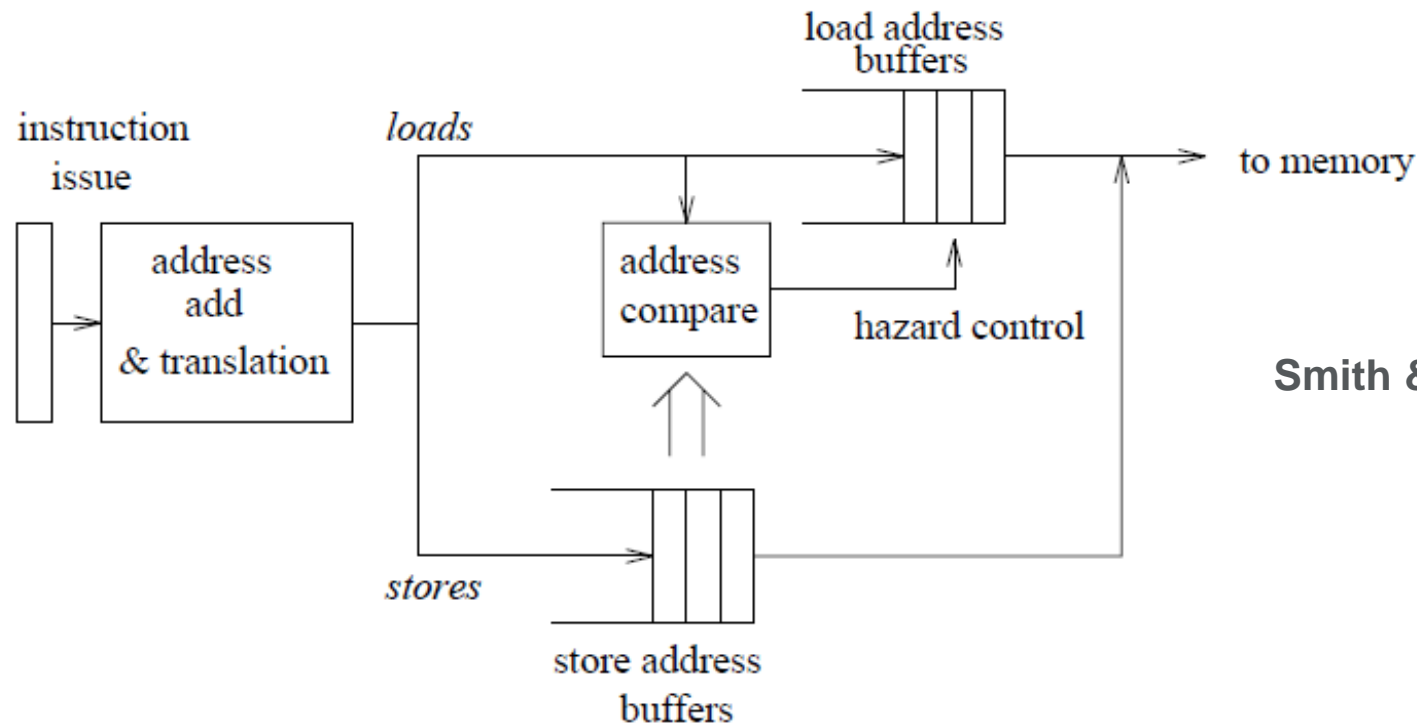 load address
buffers
instruction
issue
loads
to memory
address
add
& translation
address
compare
hazard control
Smith &
stores
store address
buffers